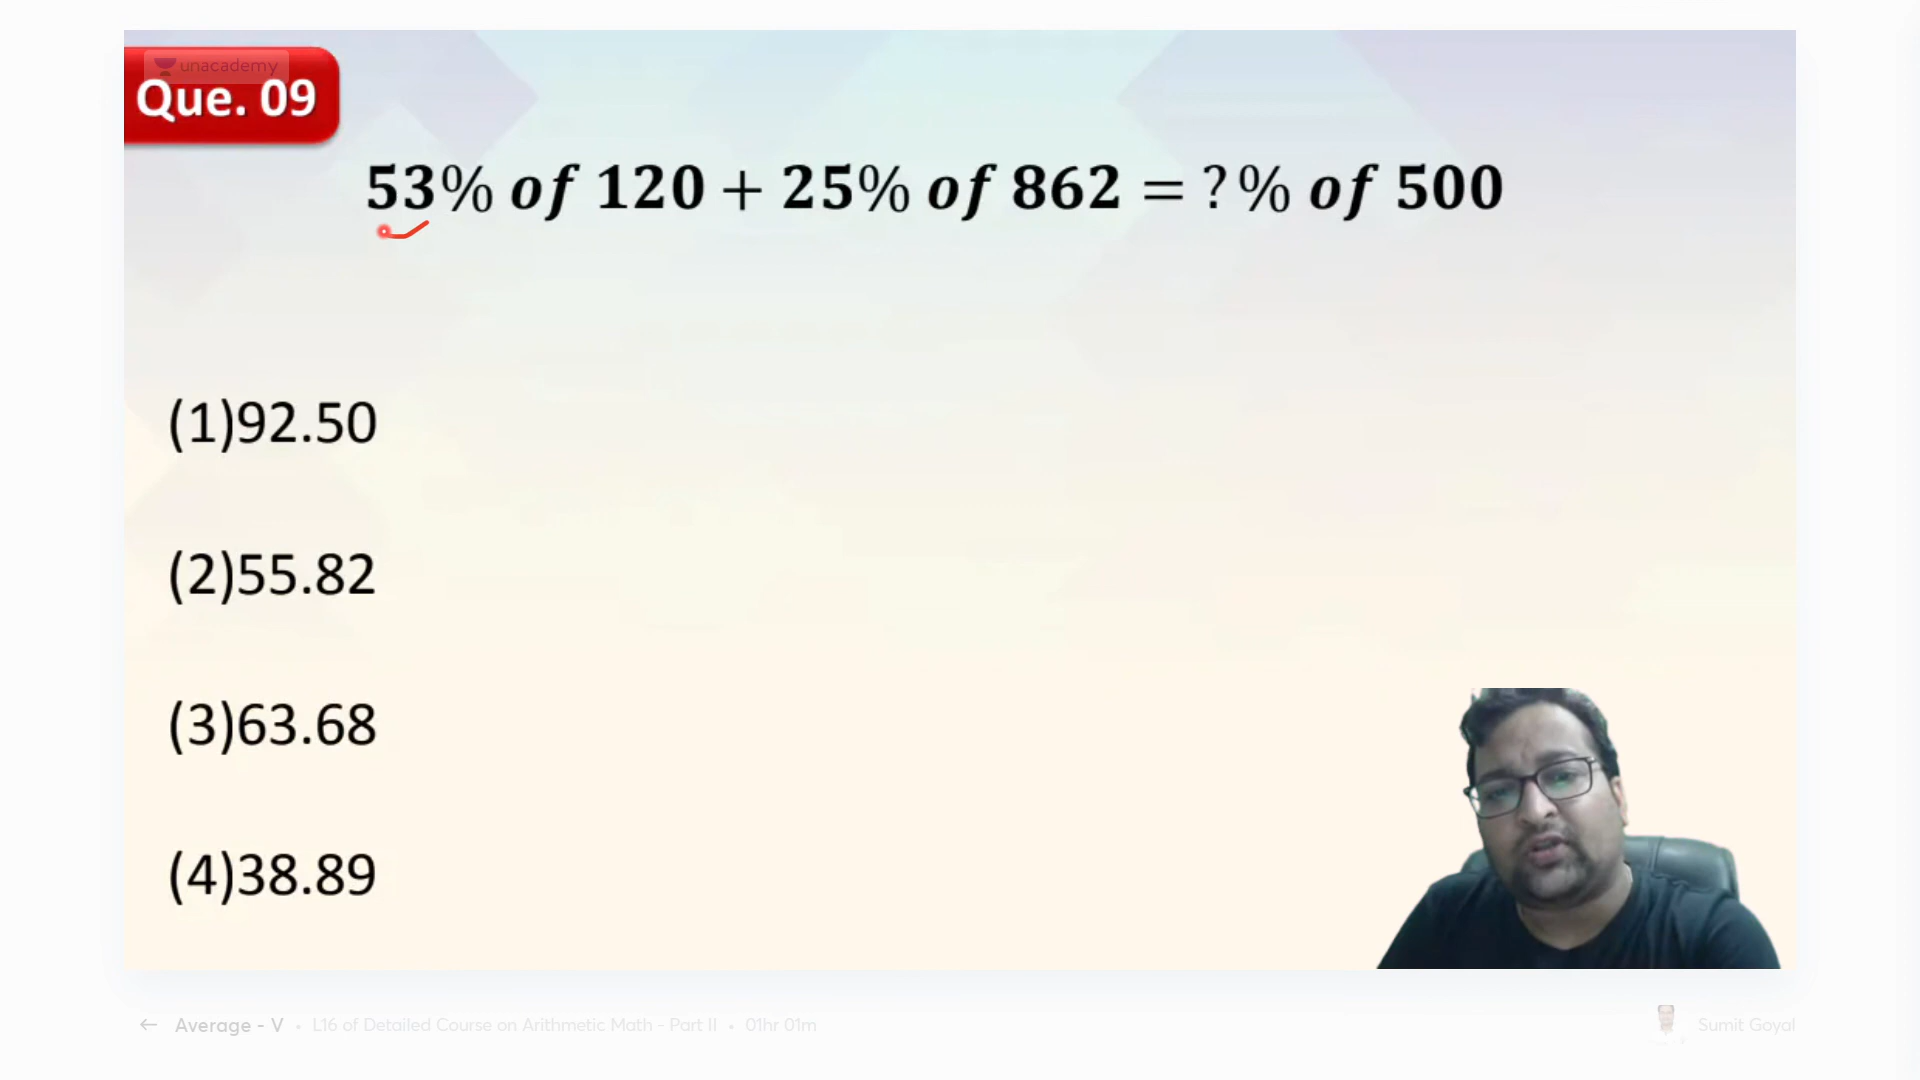 unacademy
Que. 09
53% of 120 + 25% of 862 = ?% of 500
(1)92.50
(2)55.82
(3)63.68
(4)38.89
← Average - V • L16 of Detailed Course on Arithmetic Math - Part II • 01hr 01m
Sumit Goyal